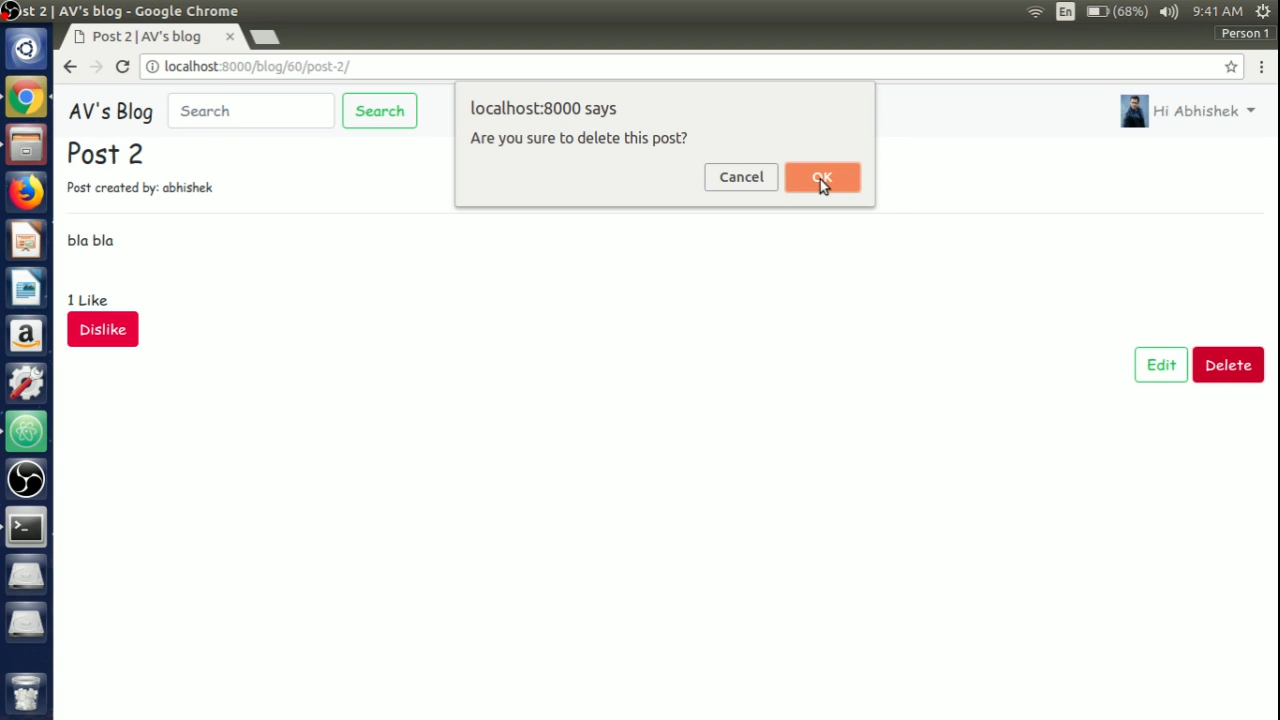 st 2 | AV's blog - Google Chrome
En
(68%)
9:41 AM
Post 2 | AV's blog
Person 1
localhost:8000/blog/60/post-2/
AV's Blog
Search
Search
Hi Abhishek
localhost:8000 says
Are you sure to delete this post?
Cancel
OK
Post 2
Post created by: abhishek
bla bla
1 Like
Dislike
Edit
Delete
a
>_